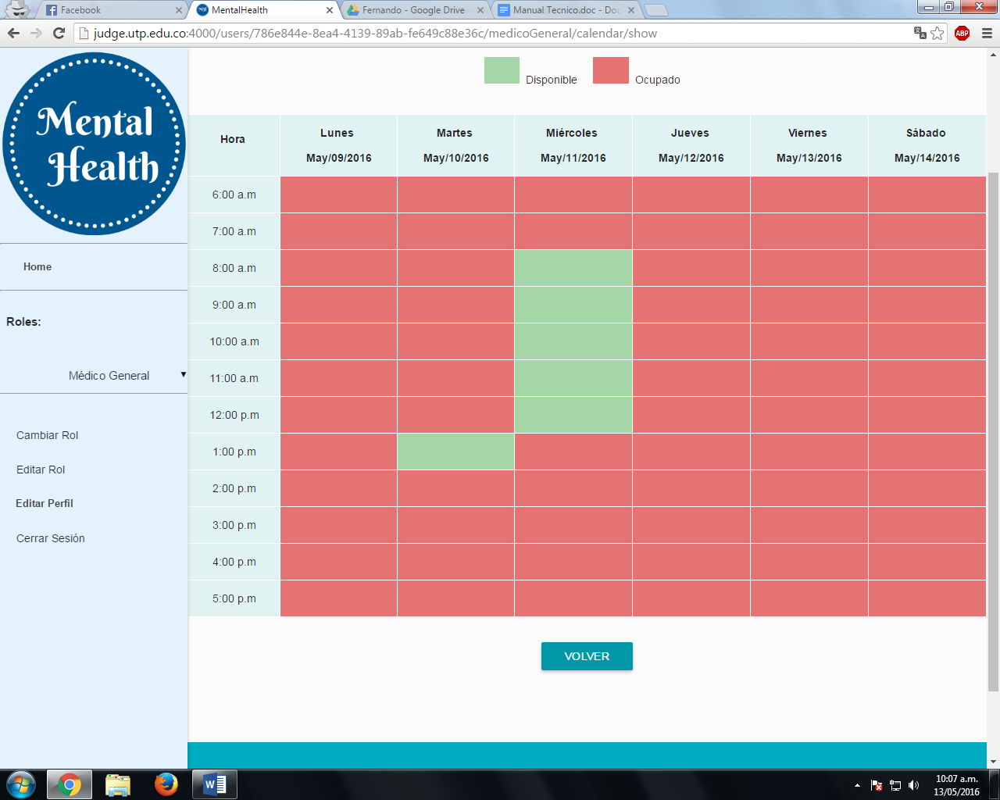 Facebook
MentalHealth
Fernando - Google Drive
Manual Tecnico.doc - Doc
judge.utp.edu.co:4000/users/786e844e-8ea4-4139-89ab-fe649c88e36c/medicoGeneral/calendar/show
ABP
Mental
Health
Home
Roles:
Médico General
Cambiar Rol
Editar Rol
Editar Perfil
Cerrar Sesión
Disponible Ocupado
Hora Lunes Martes Miércoles Jueves Viernes Sábado
May/09/2016 May/10/2016 May/11/2016 May/12/2016 May/13/2016 May/14/2016
6:00 a.m
7:00 a.m
8:00 a.m
9:00 a.m
10:00 a.m
11:00 a.m
12:00 p.m
1:00 p.m
2:00 p.m
3:00 p.m
4:00 p.m
5:00 p.m
VOLVER
10:07 a.m.
13/05/2016